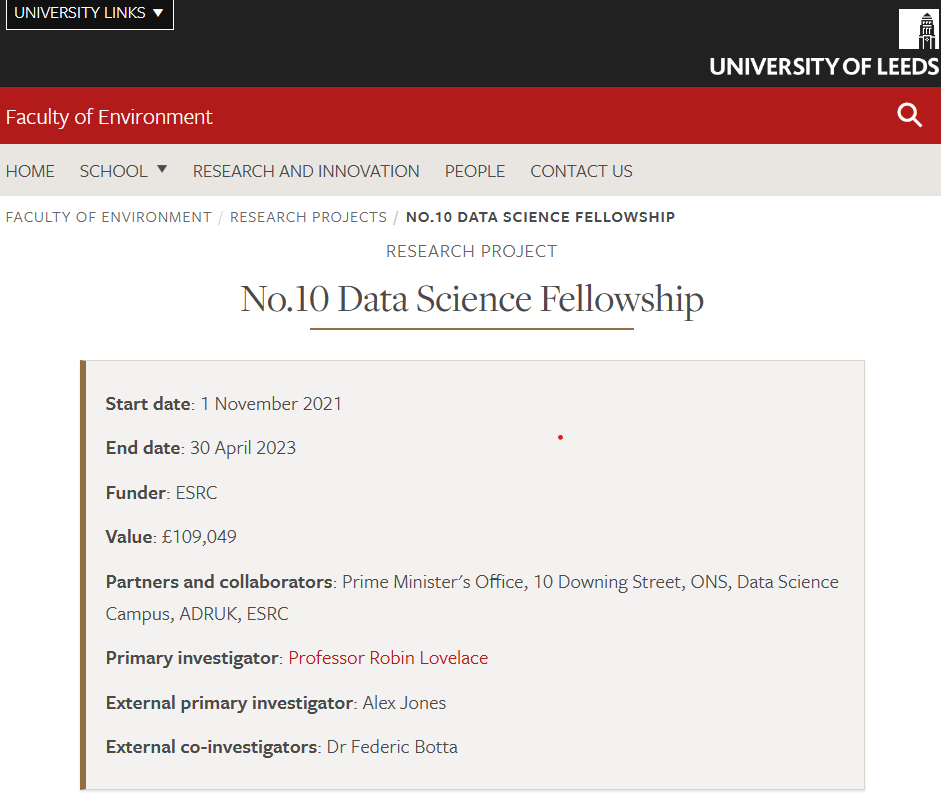 UNIVERSITY LINKS ▼
UNIVERSITY OF LEEDS
Faculty of Environment
HOME SCHOOL ▼ RESEARCH AND INNOVATION PEOPLE CONTACT US
FACULTY OF ENVIRONMENT / RESEARCH PROJECTS / NO.10 DATA SCIENCE FELLOWSHIP
RESEARCH PROJECT
No.10 Data Science Fellowship
Start date: 1 November 2021
End date: 30 April 2023
Funder: ESRC
Value: £109,049
Partners and collaborators: Prime Minister's Office, 10 Downing Street, ONS, Data Science
Campus, ADRUK, ESRC
Primary investigator: Professor Robin Lovelace
External primary investigator: Alex Jones
External co-investigators: Dr Federic Botta